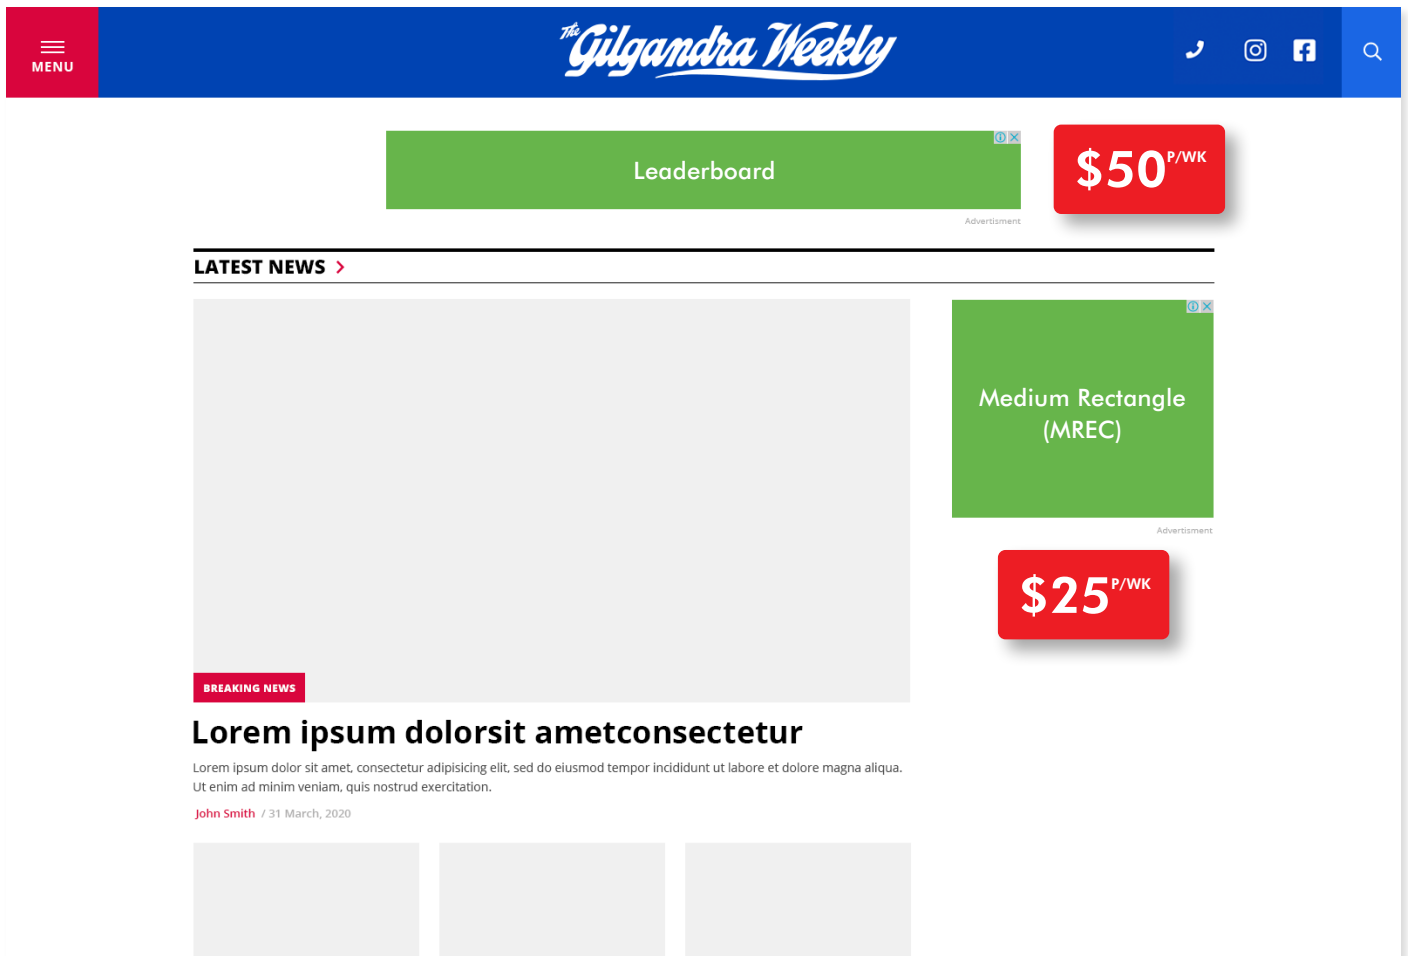 MENU
The Gilgandra Weekly
Leaderboard
$50 P/WK
Advertisment
LATEST NEWS
Medium Rectangle
(MREC)
Advertisment
$25 P/WK
BREAKING NEWS
Lorem ipsum dolorsit ametconsectetur
Lorem ipsum dolor sit amet, consectetur adipisicing elit, sed do eiusmod tempor incididunt ut labore et dolore magna aliqua.
Ut enim ad minim veniam, quis nostrud exercitation.
John Smith / 31 March, 2020